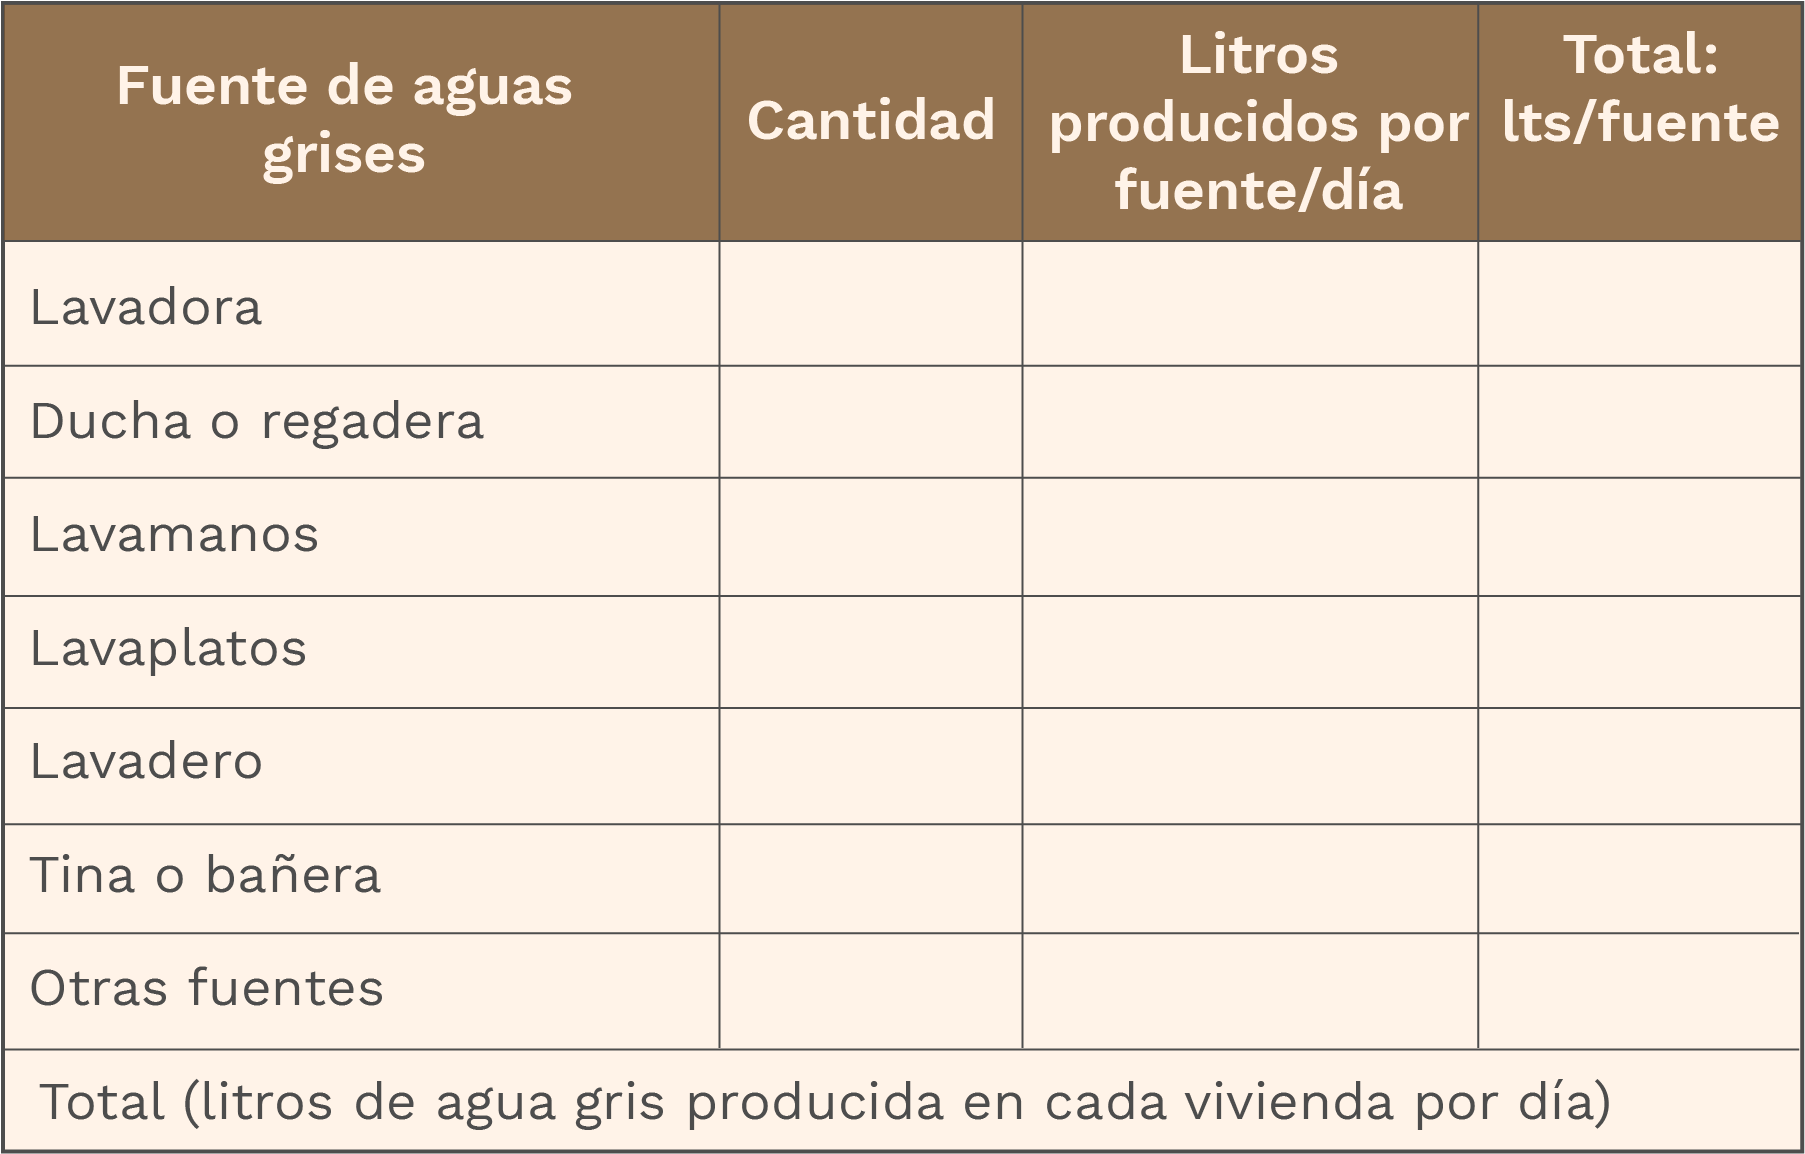 Fuente de aguas
grises
Cantidad
Litros
producidos por
fuente/día
Total:
lts/fuente
Lavadora
Ducha o regadera
Lavamanos
Lavaplatos
Lavadero
Tina o bañera
Otras fuentes
Total (litros de agua gris producida en cada vivienda por día)